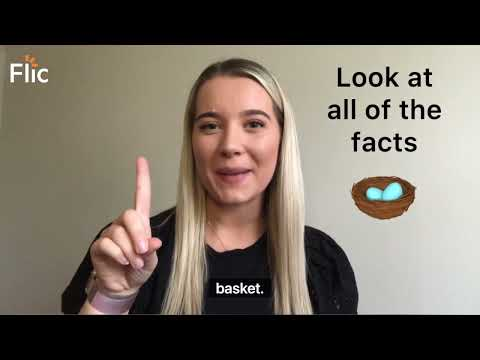 Flic
Look at
all of the
facts
basket.